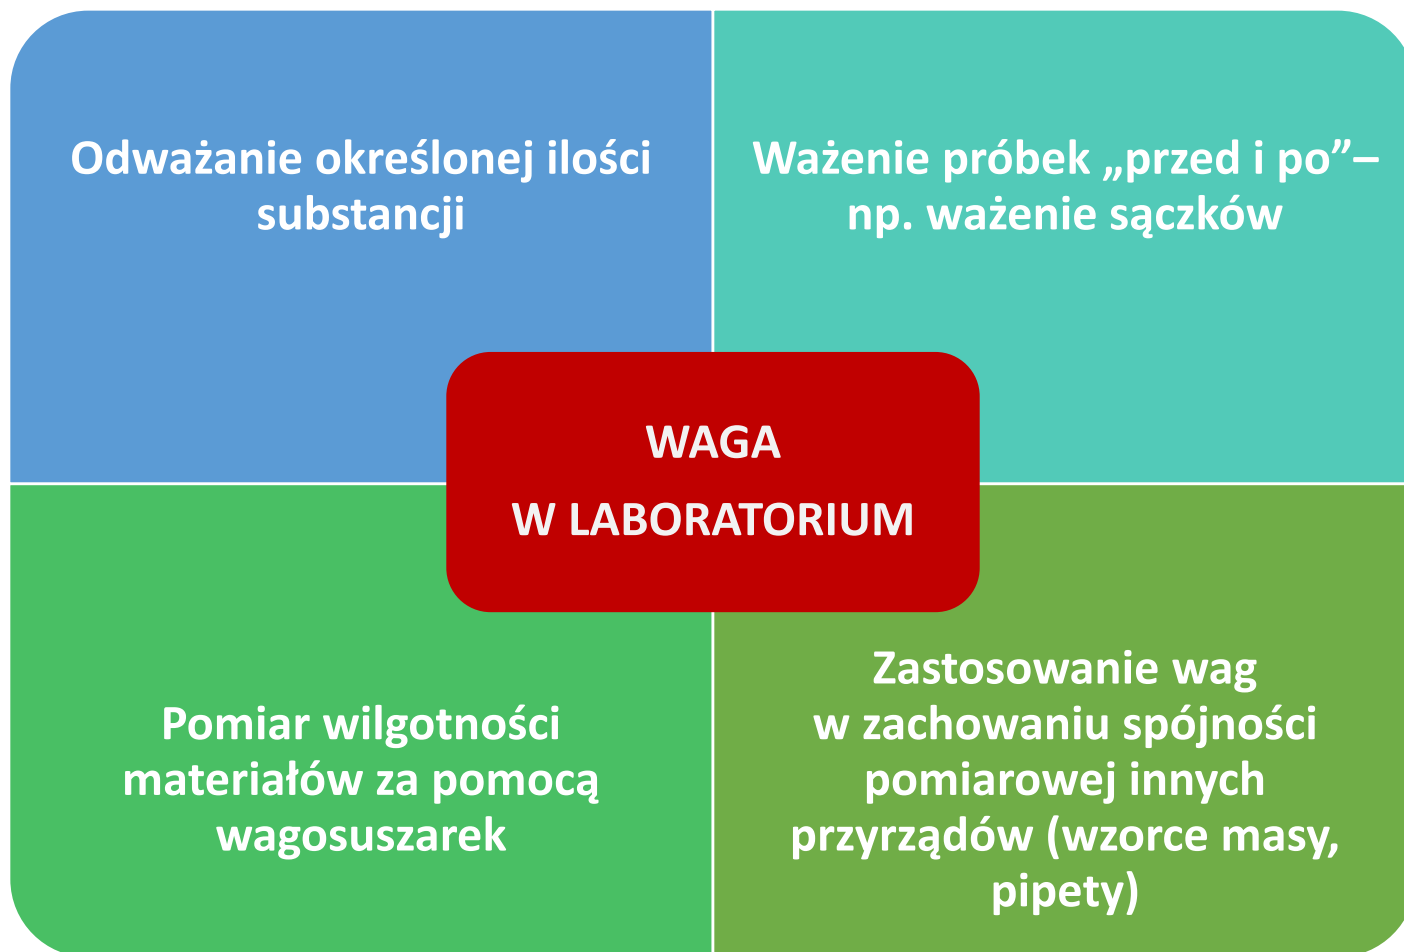 Odważanie określonej ilości
substancji
Ważenie próbek „przed i po”–
np. ważenie sączków
WAGA
W LABORATORIUM
Pomiar wilgotności
materiałów za pomocą
wagosuszarek
Zastosowanie wag
w zachowaniu spójności
pomiarowej innych
przyrządów (wzorce masy,
pipety)